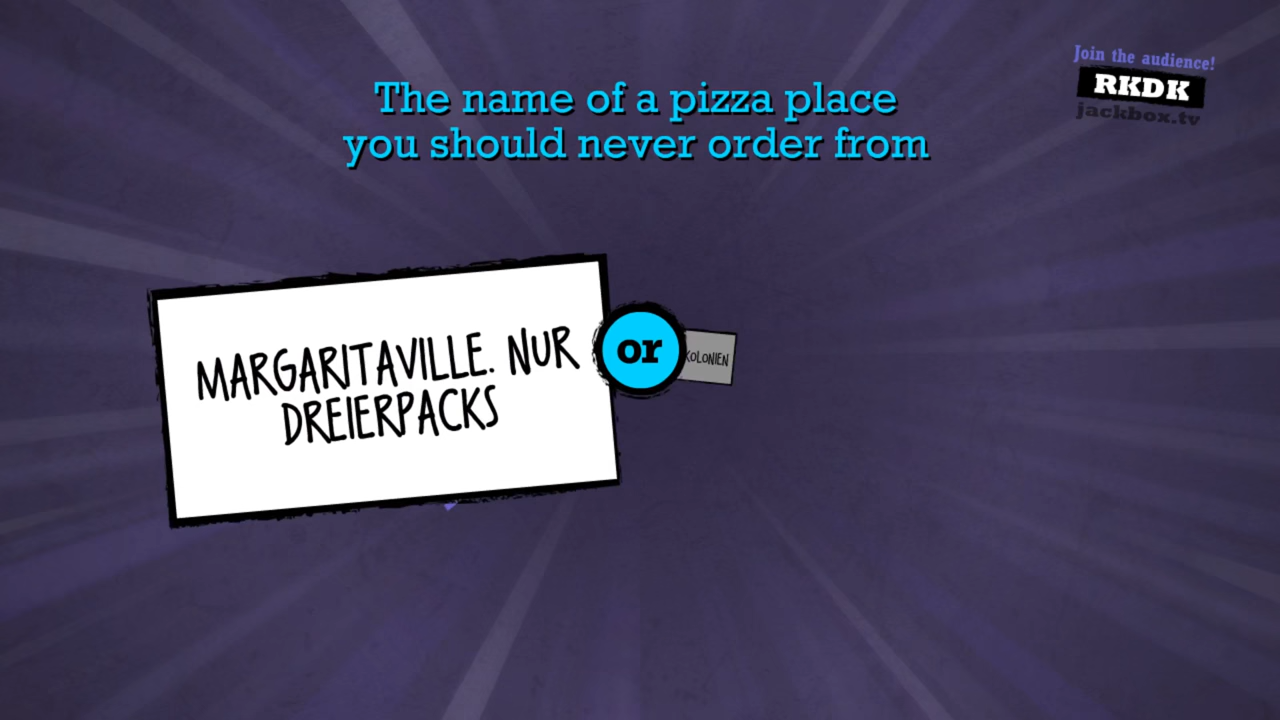 The name of a pizza place
you should never order from
Join the audience!
RKDK
jackbox.tv
MARGARITAVILLE. NUR
DREIERPACKS
or
KOLONIEN